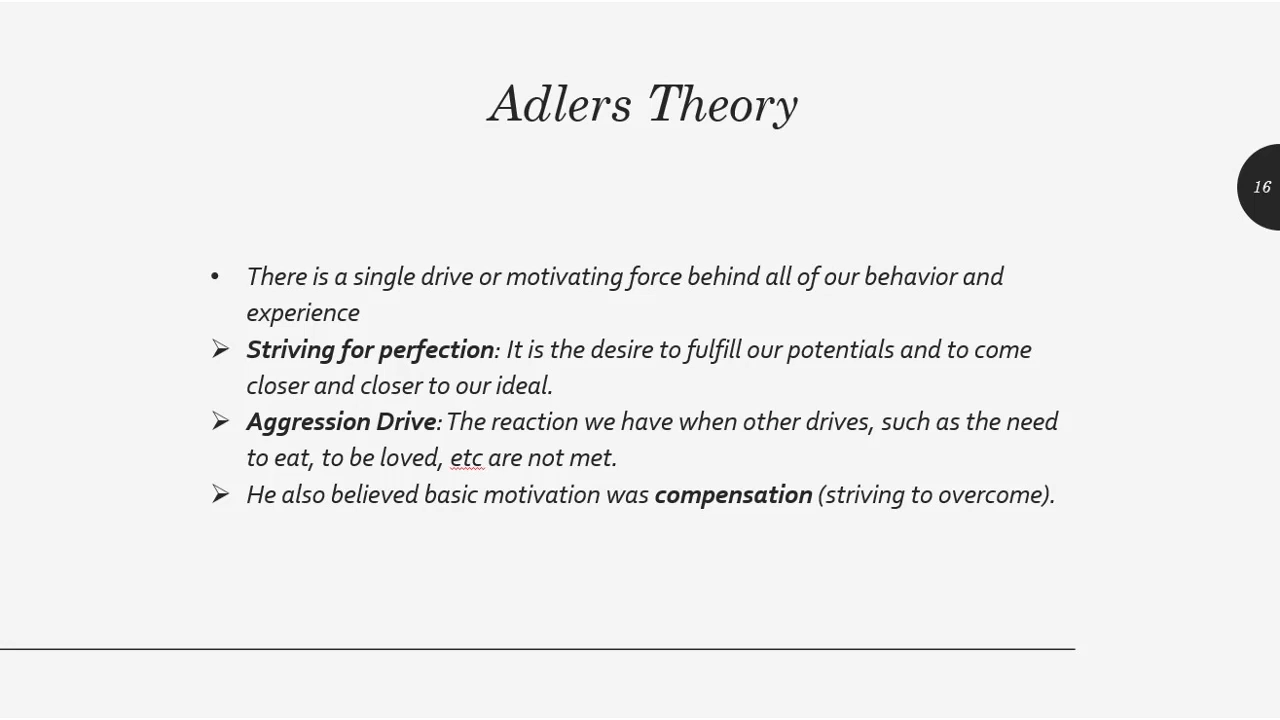 Adlers Theory
16
• There is a single drive or motivating force behind all of our behavior and
experience
➢ Striving for perfection: It is the desire to fulfill our potentials and to come
closer and closer to our ideal.
➢ Aggression Drive: The reaction we have when other drives, such as the need
to eat, to be loved, etc are not met.
➢ He also believed basic motivation was compensation (striving to overcome).